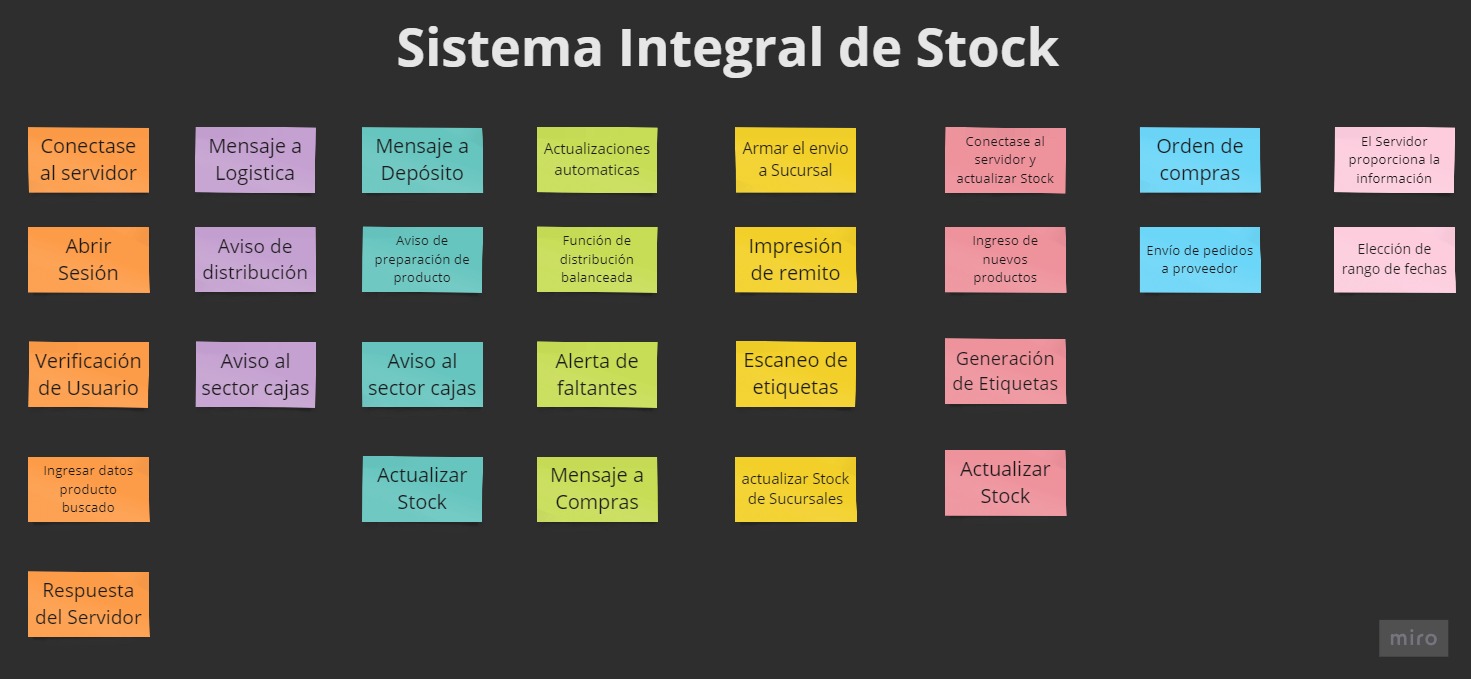 Sistema Integral de Stock
Conectase
al servidor
Mensaje a
Logistica
Mensaje a
Depósito
Actualizaciones
automaticas
Armar el envio
a Sucursal
Conectase al
servidor y
actualizar Stock
Orden de
compras
El Servidor
proporciona la
información
Abrir
Sesión
Aviso de
distribución
Aviso de
preparación de
producto
Función de
distribución
balanceada
Impresión
de remito
Ingreso de
nuevos
productos
Envío de pedidos
a proveedor
Elección de
rango de fechas
Verificación
de Usuario
Aviso al
sector cajas
Aviso al
sector cajas
Alerta de
faltantes
Escaneo de
etiquetas
Generación
de Etiquetas
Ingresar datos
producto
buscado
Actualizar
Stock
Mensaje a
Compras
actualizar Stock
de Sucursales
Actualizar
Stock
Respuesta
del Servidor
miro